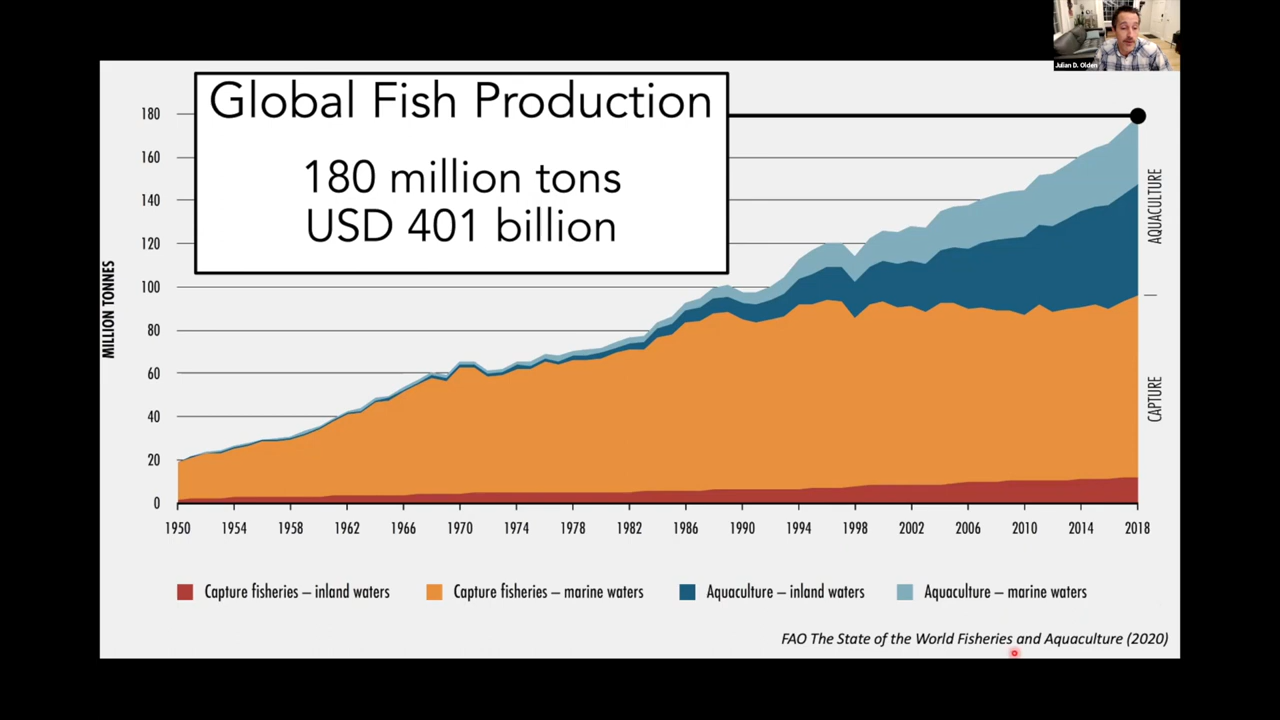 Julian D. Olden
Global Fish Production
180 million tons
USD 401 billion
MILLION TONNES
180
160
140
120
100
80
60
40
20
0
1950 1954 1958 1962 1966 1970 1974 1978 1982 1986 1990 1994 1998 2002 2006 2010 2014 2018
AQUACULTURE
CAPTURE
Capture fisheries – inland waters Capture fisheries – marine waters Aquaculture – inland waters Aquaculture – marine waters
FAO The State of the World Fisheries and Aquaculture (2020)